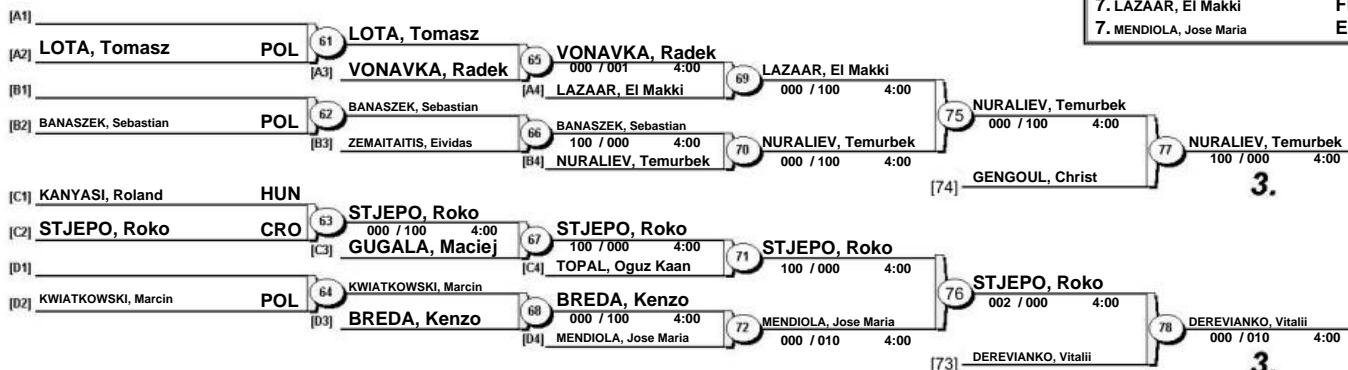 7. LAZAAR, El Makki
7. MENDIOLA, Jose Maria E
[A1]
[A2] LOTA, Tomasz POL
61
LOTA, Tomasz
[A3] VONAVKA, Radek
65
VONAVKA, Radek
000 / 001 4:00
[A4] LAZAAR, El Makki
69
LAZAAR, El Makki
000 / 100 4:00
[B1]
[B2] BANASZEK, Sebastian POL
62
BANASZEK, Sebastian
[B3] ZEMAITAITIS, Eividas
66
BANASZEK, Sebastian
100 / 000 4:00
[B4] NURALIEV, Temurbek
70
NURALIEV, Temurbek
000 / 100 4:00
75
NURALIEV, Temurbek
000 / 100 4:00
[74] GENGOUL, Christ
77
NURALIEV, Temurbek
100 / 000 4:00
3.
[C1] KANYASI, Roland HUN
[C2] STJEPO, Roko CRO
63
STJEPO, Roko
000 / 100 4:00
[C3] GUGALA, Maciej
67
STJEPO, Roko
100 / 000 4:00
[C4] TOPAL, Oguz Kaan
71
STJEPO, Roko
100 / 000 4:00
[D1]
[D2] KWIATKOWSKI, Marcin POL
64
KWIATKOWSKI, Marcin
[D3] BREDA, Kenzo
68
BREDA, Kenzo
000 / 100 4:00
[D4] MENDIOLA, Jose Maria
72
MENDIOLA, Jose Maria
000 / 010 4:00
76
STJEPO, Roko
002 / 000 4:00
[73] DEREVIANKO, Vitalii
78
DEREVIANKO, Vitalii
000 / 010 4:00
3.